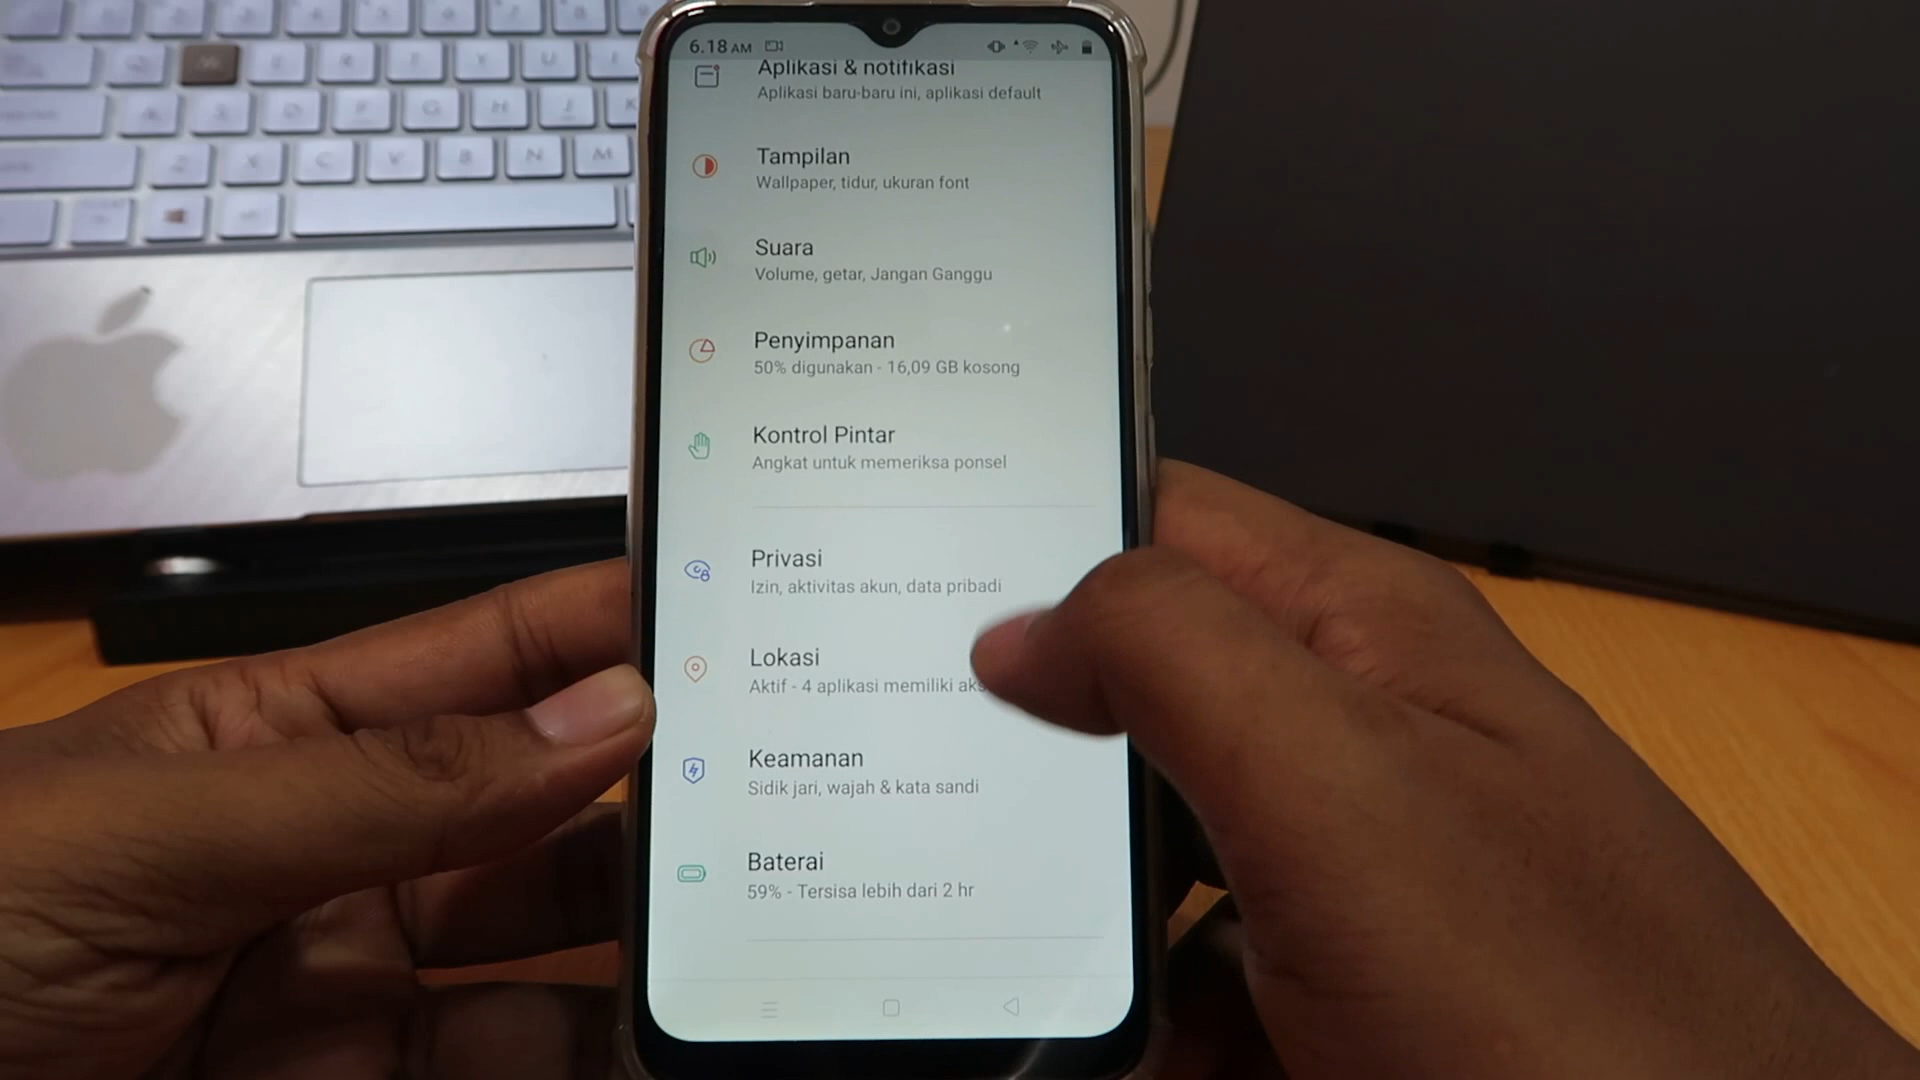 6.18 AM
Aplikasi & notifikasi
Aplikasi baru-baru ini, aplikasi default
Tampilan
Wallpaper, tidur, ukuran font
Suara
Volume, getar, Jangan Ganggu
Penyimpanan
50% digunakan - 16,09 GB kosong
Kontrol Pintar
Angkat untuk memeriksa ponsel
Privasi
Izin, aktivitas akun, data pribadi
Lokasi
Aktif - 4 aplikasi memiliki
Keamanan
Sidik jari, wajah & kata sandi
Baterai
59% - Tersisa lebih dari 2 hr